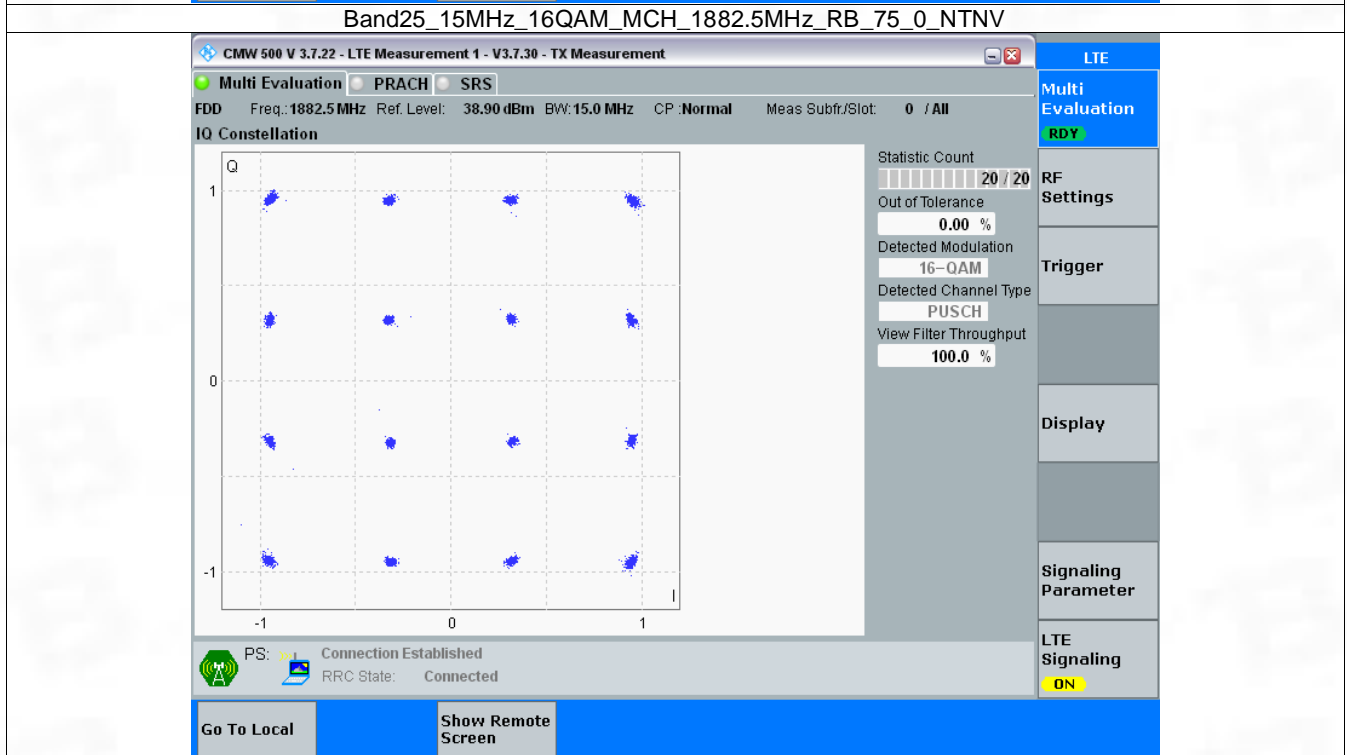 Band25_15MHz_16QAM_MCH_1882.5MHz_RB_75_0_NTNV
CMW 500 V 3.7.22 - LTE Measurement 1 - V3.7.30 - TX Measurement
LTE
Multi Evaluation PRACH SRS
Multi
Evaluation
RDY
FDD Freq.: 1882.5 MHz Ref. Level: 38.90 dBm BW: 15.0 MHz CP :Normal Meas Subfr./Slot: 0 / All
IQ Constellation
Q
1
0
-1
I
-1 0 1
Statistic Count
20 / 20
Out of Tolerance
0.00 %
Detected Modulation
16-QAM
Detected Channel Type
PUSCH
View Filter Throughput
100.0 %
RF
Settings
Trigger
Display
Signaling
Parameter
LTE
Signaling
ON
PS: Connection Established
RRC State: Connected
Go To Local
Show Remote
Screen